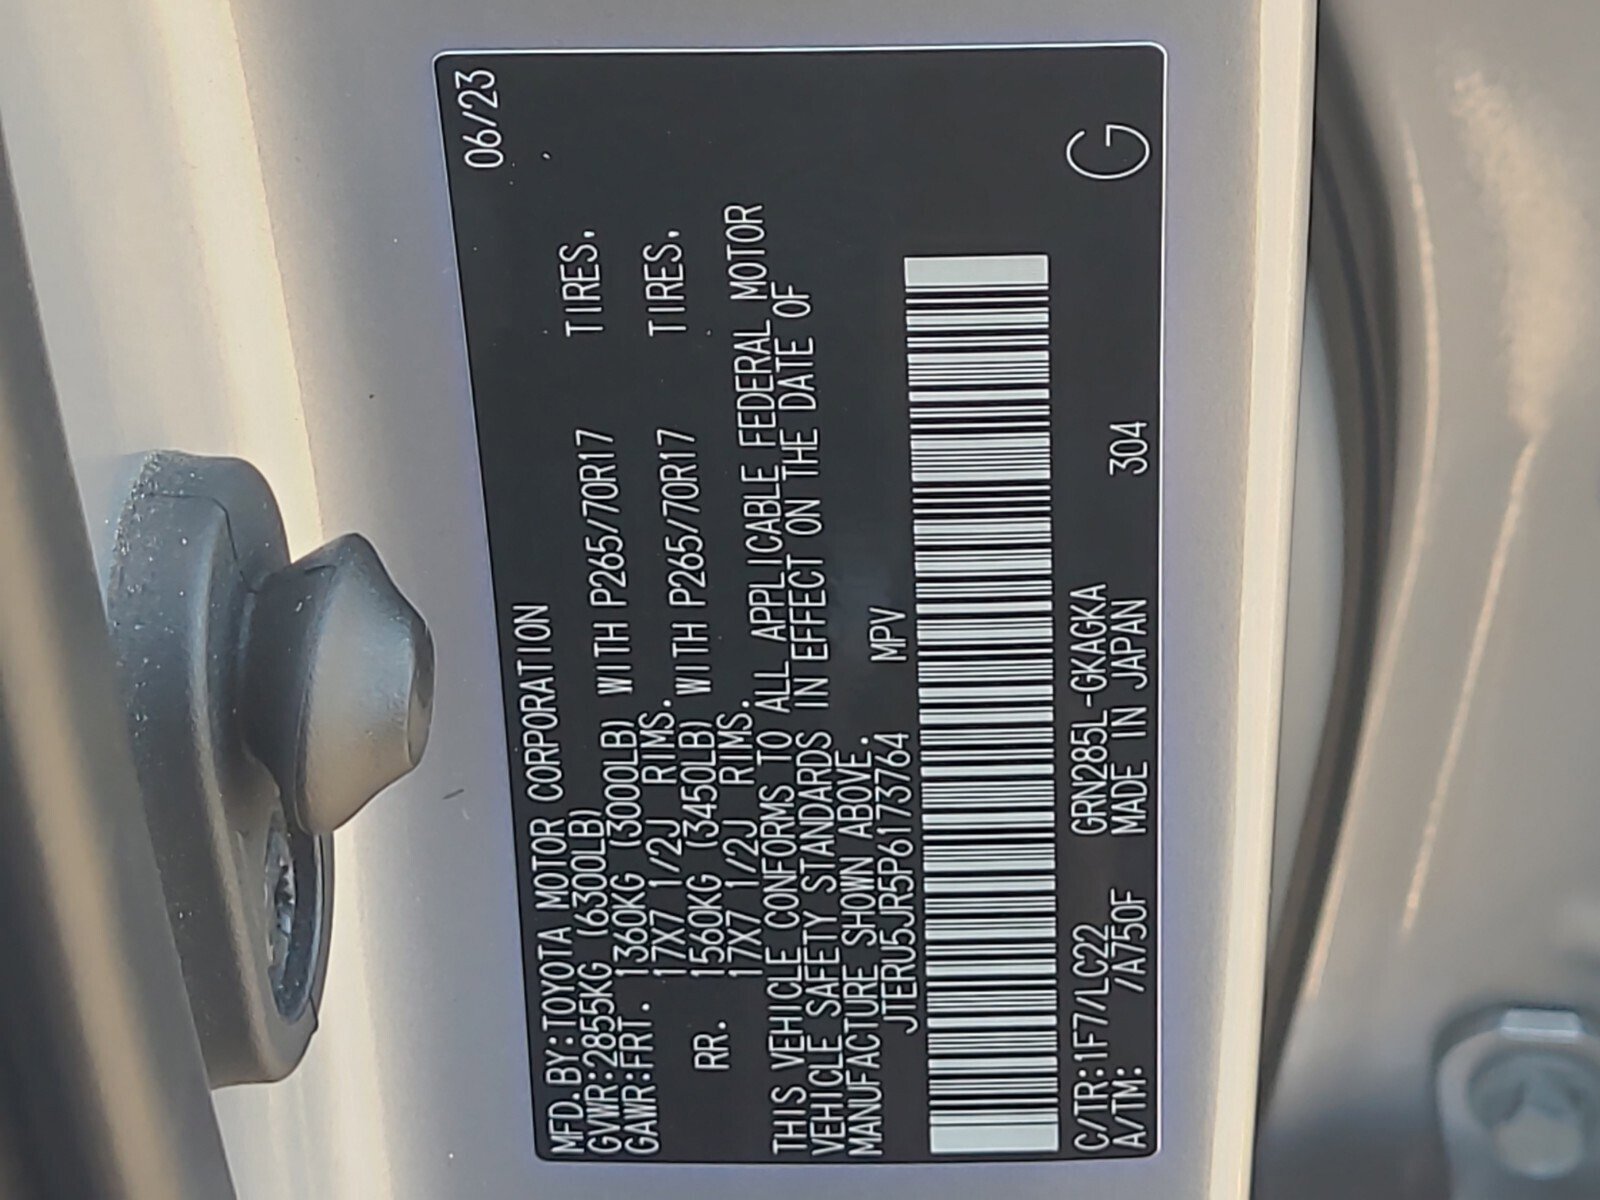 06/23
MFD.BY:TOYOTA MOTOR CORPORATION
GVWR:2855KG (6300LB)
GAWR:FRT. 1360KG (3000LB) WITH P265/70R17 TIRES.
17X7 1/2J RIMS.
RR. 1560KG (3450LB) WITH P265/70R17 TIRES.
17X7 1/2J RIMS.
THIS VEHICLE CONFORMS TO ALL APPLICABLE FEDERAL MOTOR
VEHICLE SAFETY STANDARDS IN EFFECT ON THE DATE OF
MANUFACTURE SHOWN ABOVE.
JTERU5JR5P6173764 MPV
C/TR:1F7/LC22 GRN285L-GKAGKA
A/TM: /A750F MADE IN JAPAN 304
G